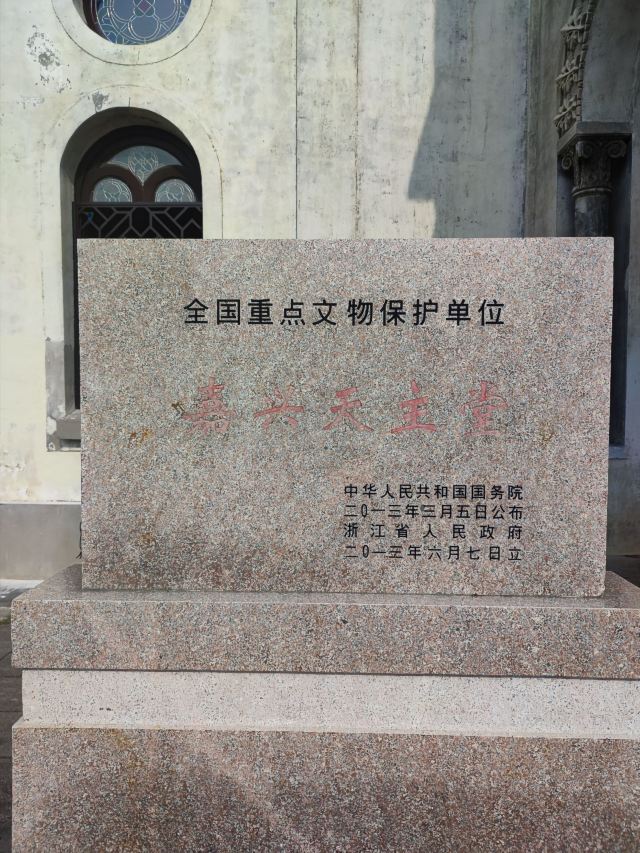 全国重点文物保护单位
嘉兴天主堂
中华人民共和国国务院
二〇一三年三月五日公布
浙江省人民政府
二〇一三年六月七日立